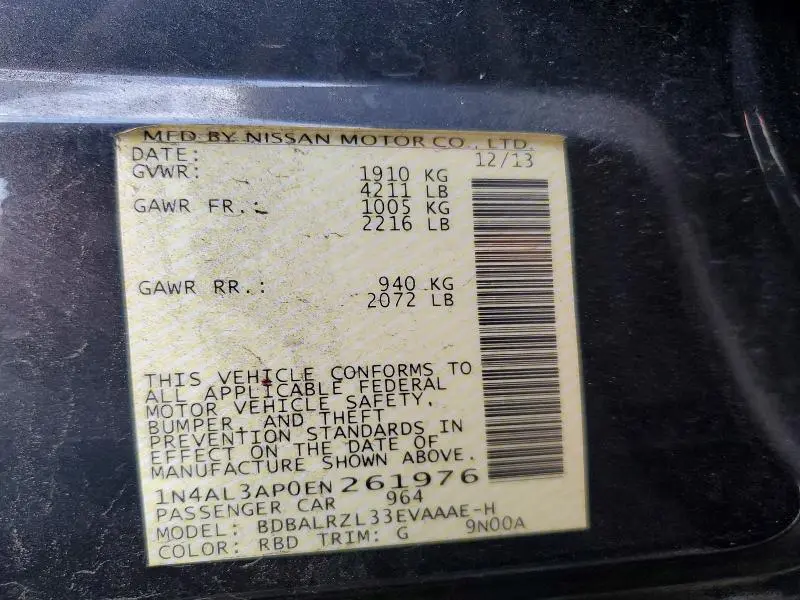 MFD BY NISSAN MOTOR CO., LTD.
DATE: 12/13
GVWR: 1910 KG
4211 LB
GAWR FR.: 1005 KG
2216 LB
GAWR RR.: 940 KG
2072 LB
THIS VEHICLE CONFORMS TO
ALL APPLICABLE FEDERAL
MOTOR VEHICLE SAFETY,
BUMPER, AND THEFT
PREVENTION STANDARDS IN
EFFECT ON THE DATE OF
MANUFACTURE SHOWN ABOVE.
1N4AL3AP0EN261976
PASSENGER CAR 964
MODEL: BDBALRZL33EVAAAE-H
COLOR: RBD TRIM: G 9N00A